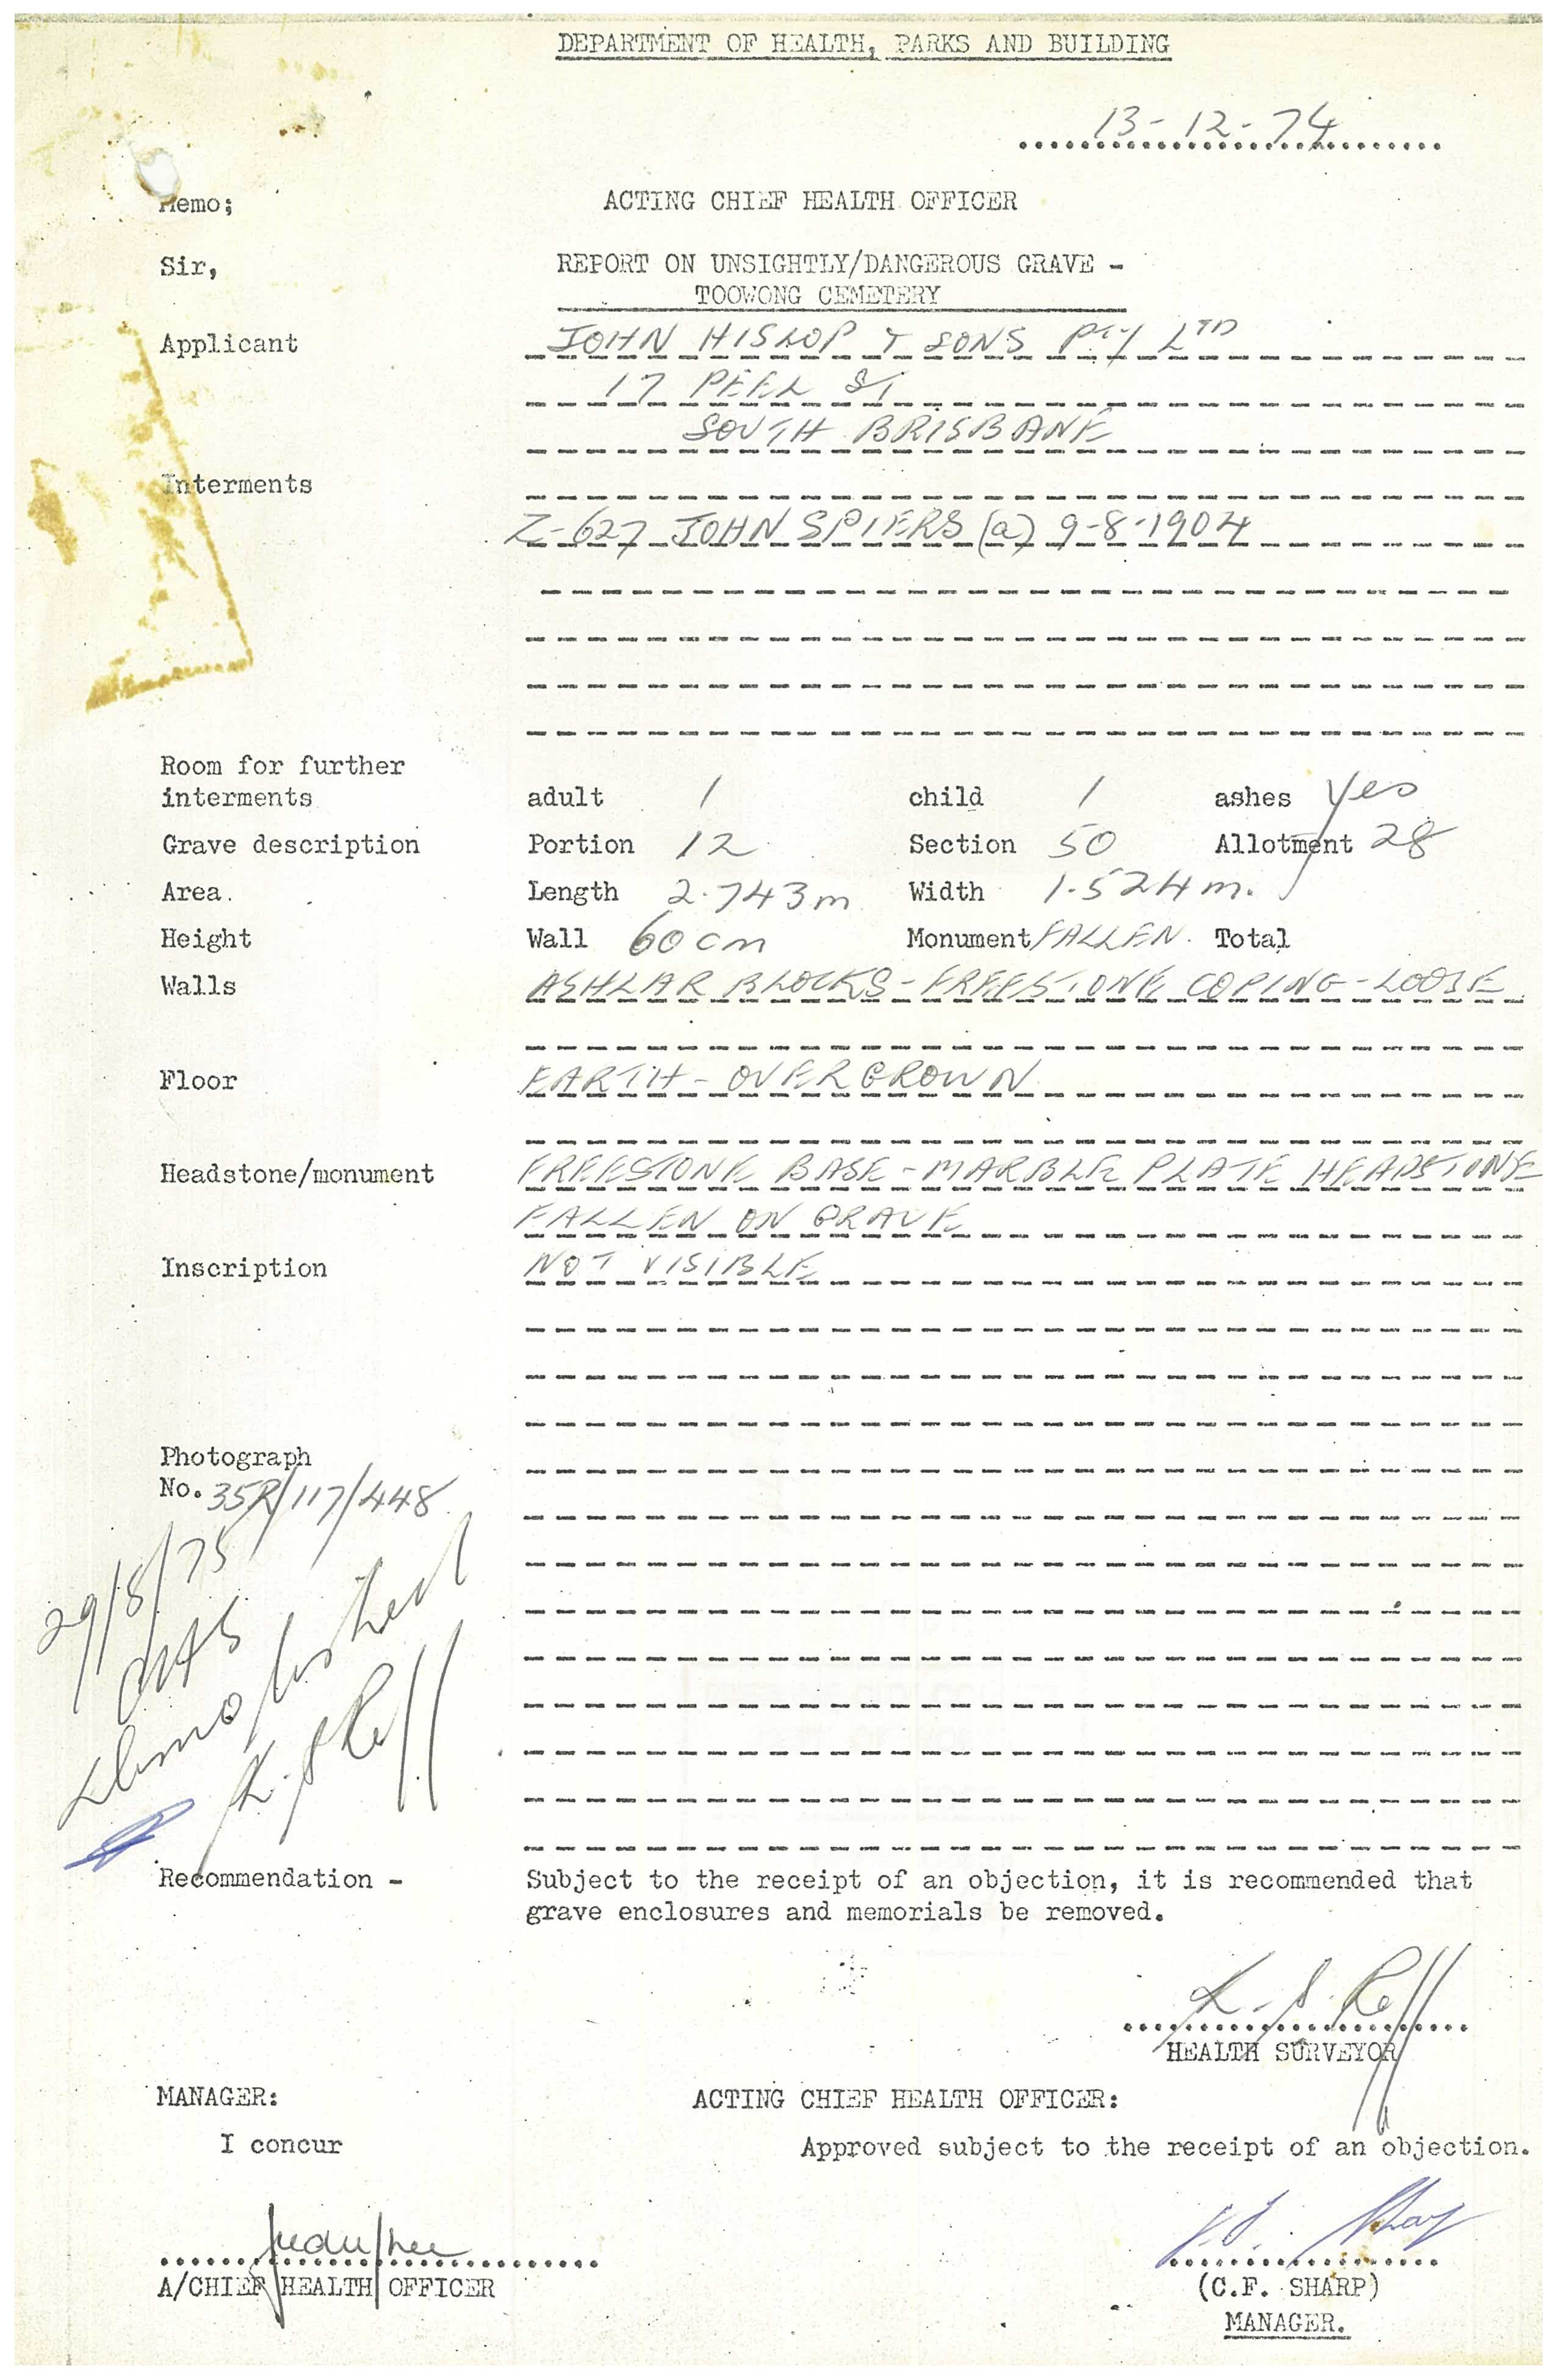 DEPARTMENT OF HEALTH, PARKS AND BUILDING
13-12-74
Memo; ACTING CHIEF HEALTH OFFICER
Sir, REPORT ON UNSIGHTLY/DANGEROUS GRAVE -
TOOWONG CEMETERY
Applicant JOHN HISLOP & SONS PTY LTD
17 PEEL ST
SOUTH BRISBANE
Interments
Z-627 JOHN SPIERS (a) 9-8-1904
Room for further
interments adult 1 child 1 ashes yes
Grave description Portion 12 Section 50 Allotment 28
Area. Length 2.743m Width 1.524m.
Height Wall 60cm Monument FALLEN. Total
Walls ASHLAR BLOCKS - FREESTONE COPING - LOOSE
Floor EARTH - OVERGROWN
Headstone/monument FREESTONE BASE - MARBLE PLATE HEADSTONE
FALLEN ON GRAVE
Inscription NOT VISIBLE
Photograph
No. 35R/117/448
29/8/75
Recommendation - Subject to the receipt of an objection, it is recommended that
grave enclosures and memorials be removed.
HEALTH SURVEYOR
MANAGER: ACTING CHIEF HEALTH OFFICER:
I concur Approved subject to the receipt of an objection.
A/CHIEF HEALTH OFFICER (C.F. SHARP)
MANAGER.